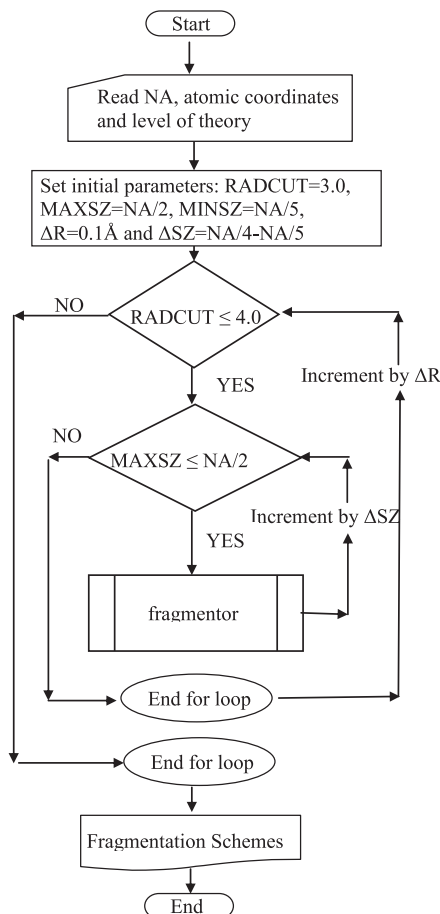 Start
Read NA, atomic coordinates
and level of theory
Set initial parameters: RADCUT=3.0,
MAXSZ=NA/2, MINSZ=NA/5,
ΔR=0.1Å and ΔSZ=NA/4-NA/5
NO
RADCUT ≤ 4.0
Increment by ΔR
YES
NO
MAXSZ ≤ NA/2
Increment by ΔSZ
YES
fragmentor
End for loop
End for loop
Fragmentation Schemes
End